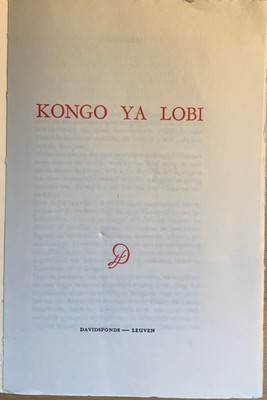 KONGO YA LOBI
DAVIDSFONDS — LEUVEN